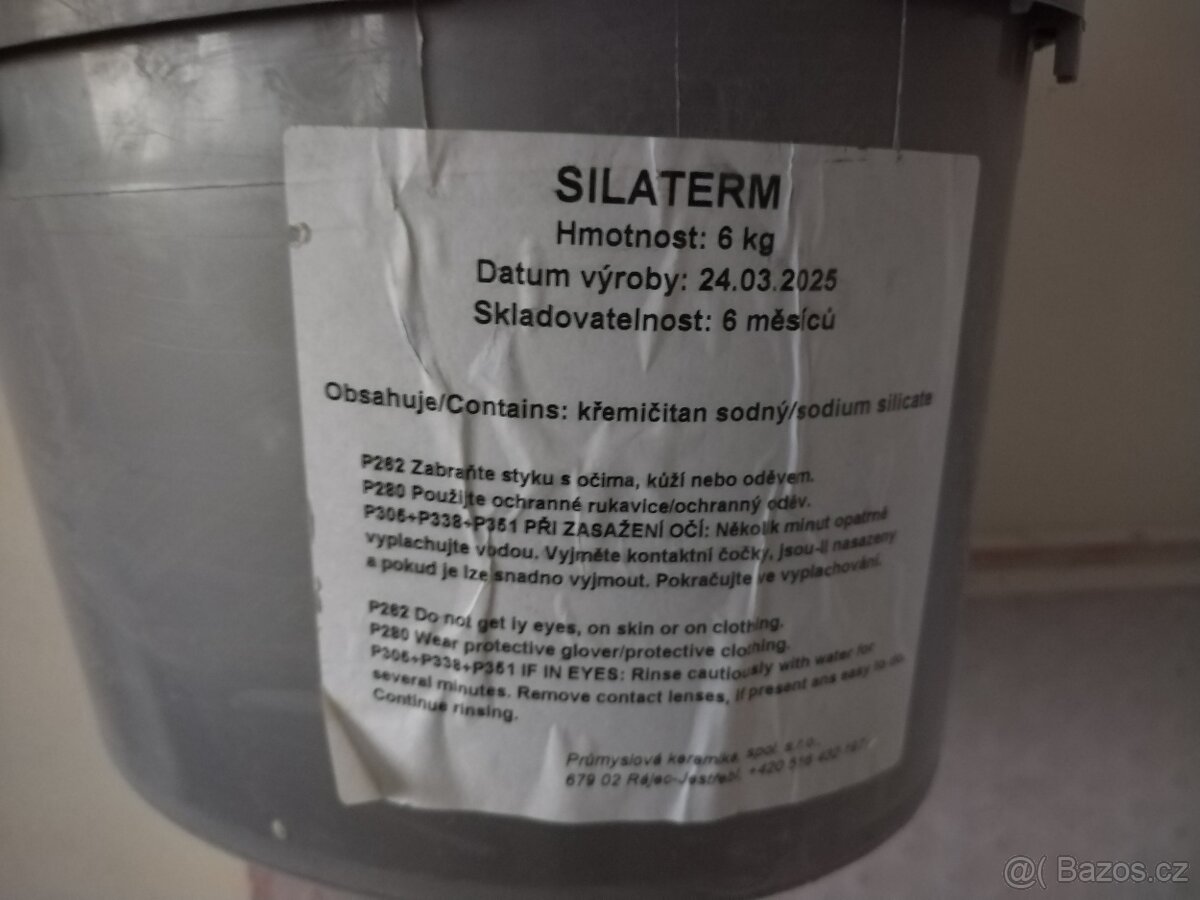 SILATERM
Hmotnost: 6 kg
Datum výroby: 24.03.2025
Skladovatelnost: 6 měsíců
Obsahuje/Contains: křemičitan sodný/sodium silicate
P262 Zabraňte styku s očima, kůží nebo oděvem.
P280 Použijte ochranné rukavice/ochranný oděv.
P305+P338+P351 PŘI ZASAŽENÍ OČÍ: Několik minut opatrně
vyplachujte vodou. Vyjměte kontaktní čočky, jsou-li nasazeny
a pokud je lze snadno vyjmout. Pokračujte ve vyplachování.
P262 Do not get iy eyes, on skin or on clothing.
P280 Wear protective glover/protective clothing.
P305+P338+P351 IF IN EYES: Rinse cautiously with water for
several minutes. Remove contact lenses, if present ans easy to do.
Continue rinsing.
Průmyslová keramika, spol. s.r.o.,
679 02 Rájec-Jestřebí, +420 516 432
@( Bazos.cz